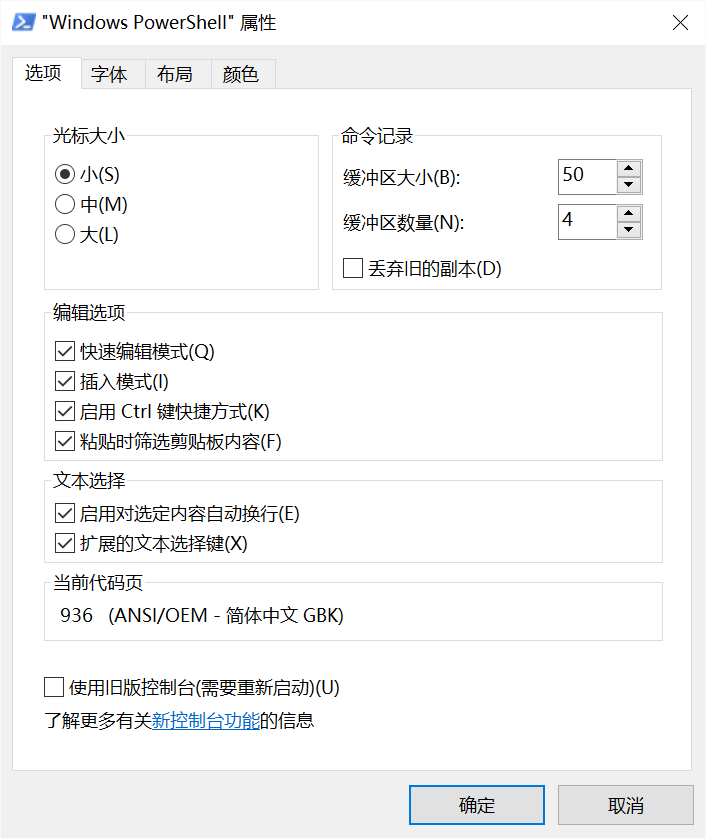 "Windows PowerShell" 属性
选项 字体 布局 颜色
光标大小
小(S)
中(M)
大(L)
命令记录
缓冲区大小(B): 50
缓冲区数量(N): 4
丢弃旧的副本(D)
编辑选项
快速编辑模式(Q)
插入模式(I)
启用 Ctrl 键快捷方式(K)
粘贴时筛选剪贴板内容(F)
文本选择
启用对选定内容自动换行(E)
扩展的文本选择键(X)
当前代码页
936 (ANSI/OEM - 简体中文 GBK)
使用旧版控制台(需要重新启动)(U)
了解更多有关新控制台功能的信息
确定 取消